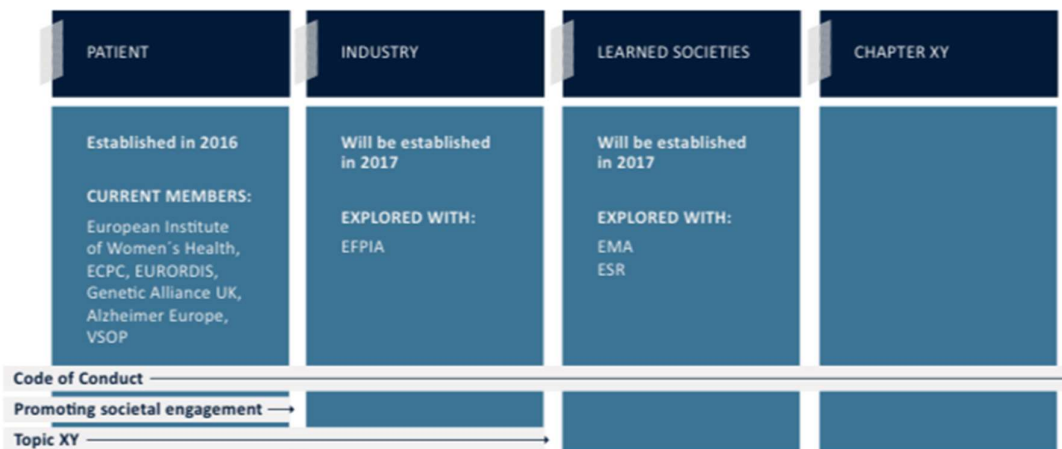 PATIENT
INDUSTRY
LEARNED SOCIETIES
CHAPTER XY
Established in 2016
CURRENT MEMBERS:
European Institute
of Women´s Health,
ECPC, EURORDIS,
Genetic Alliance UK,
Alzheimer Europe,
VSOP
Will be established
in 2017
EXPLORED WITH:
EFPIA
Will be established
in 2017
EXPLORED WITH:
EMA
ESR
Code of Conduct
Promoting societal engagement
Topic XY